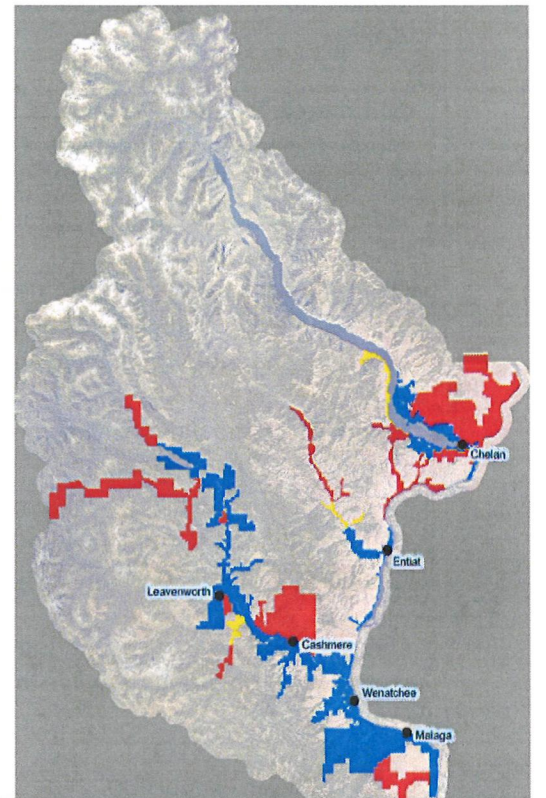 Chelan
Entiat
Leavenworth
Cashmere
Wenatchee
Malaga